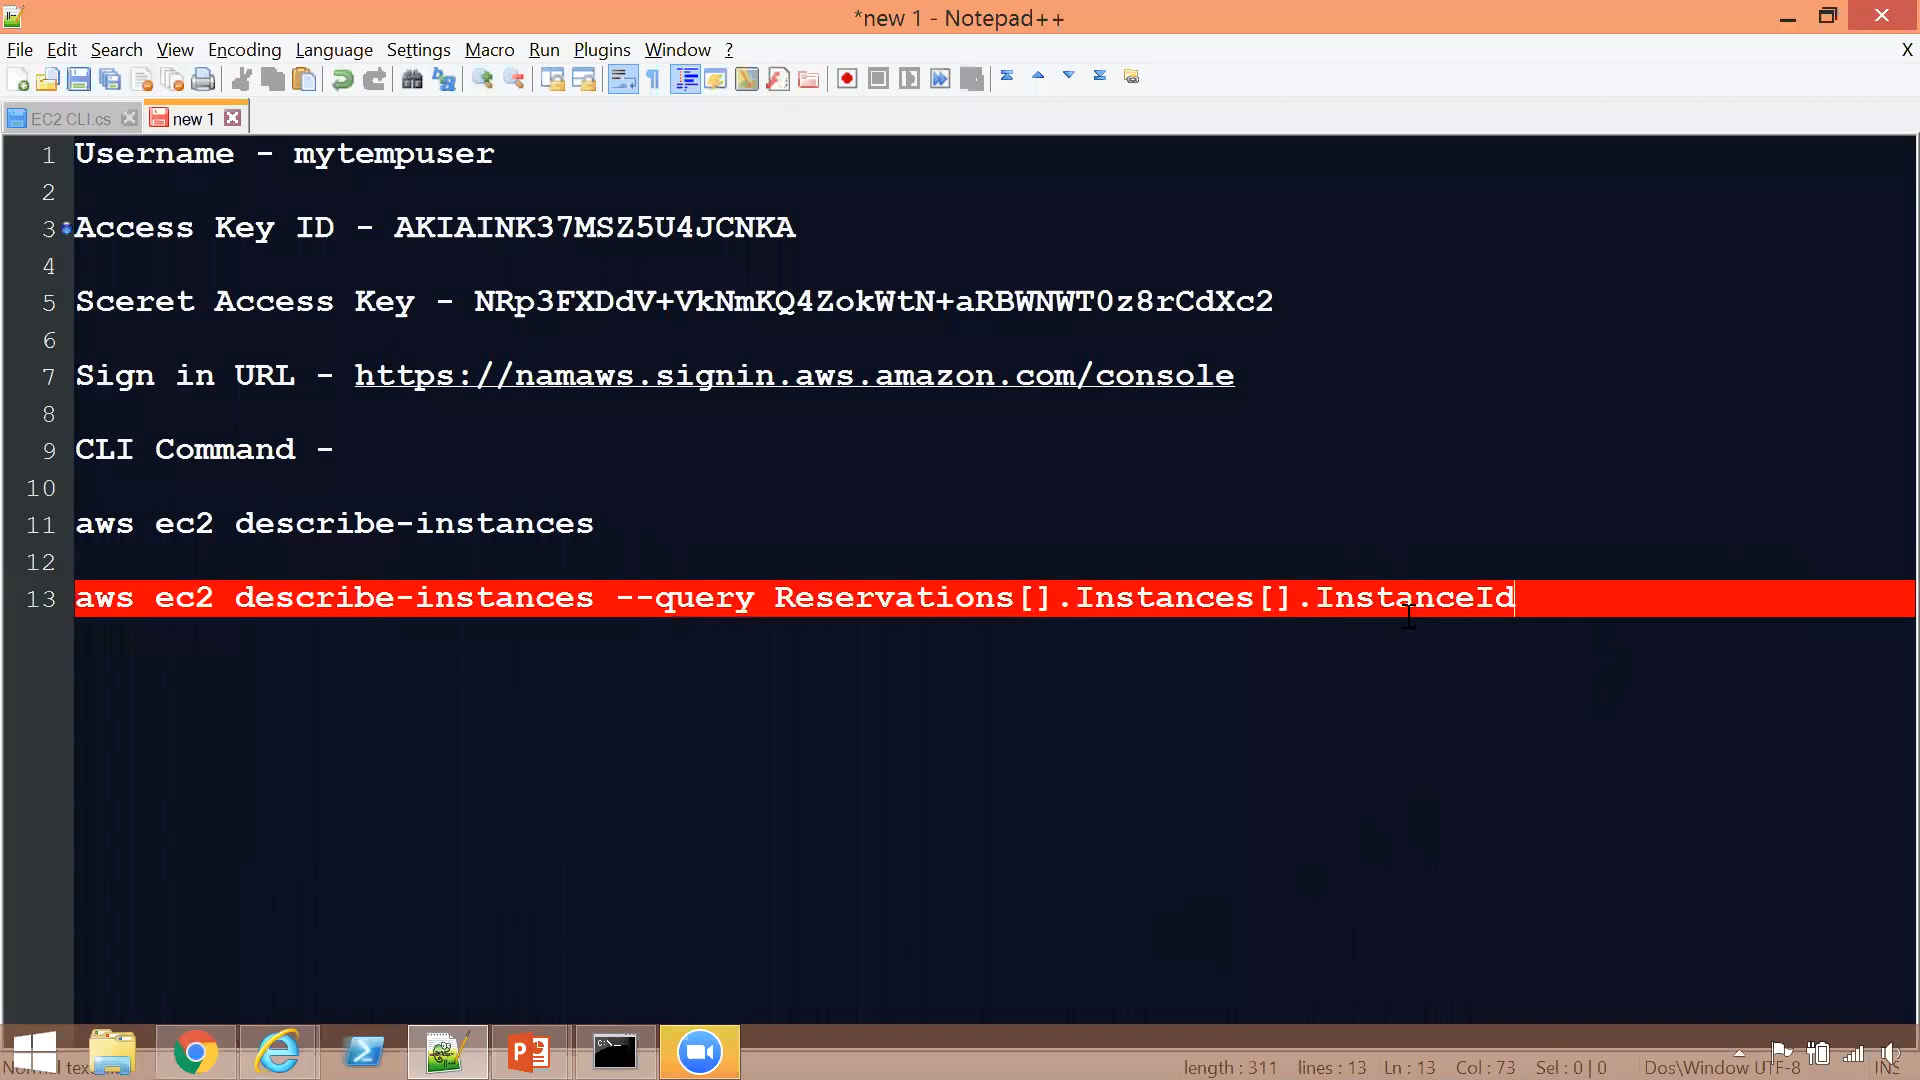 *new 1 - Notepad++
File Edit Search View Encoding Language Settings Macro Run Plugins Window ? X
EC2 CLI.cs new 1
1 Username - mytempuser
2
3 Access Key ID - AKIAINK37MSZ5U4JCNKA
4
5 Sceret Access Key - NRp3FXDdV+VkNmKQ4ZokWtN+aRBWNWT0z8rCdXc2
6
7 Sign in URL - https://namaws.signin.aws.amazon.com/console
8
9 CLI Command -
10
11 aws ec2 describe-instances
12
13 aws ec2 describe-instances --query Reservations[].Instances[].InstanceId
length : 311 lines : 13 Ln : 13 Col : 73 Sel : 0 | 0 Dos\Window UTF-8 INS